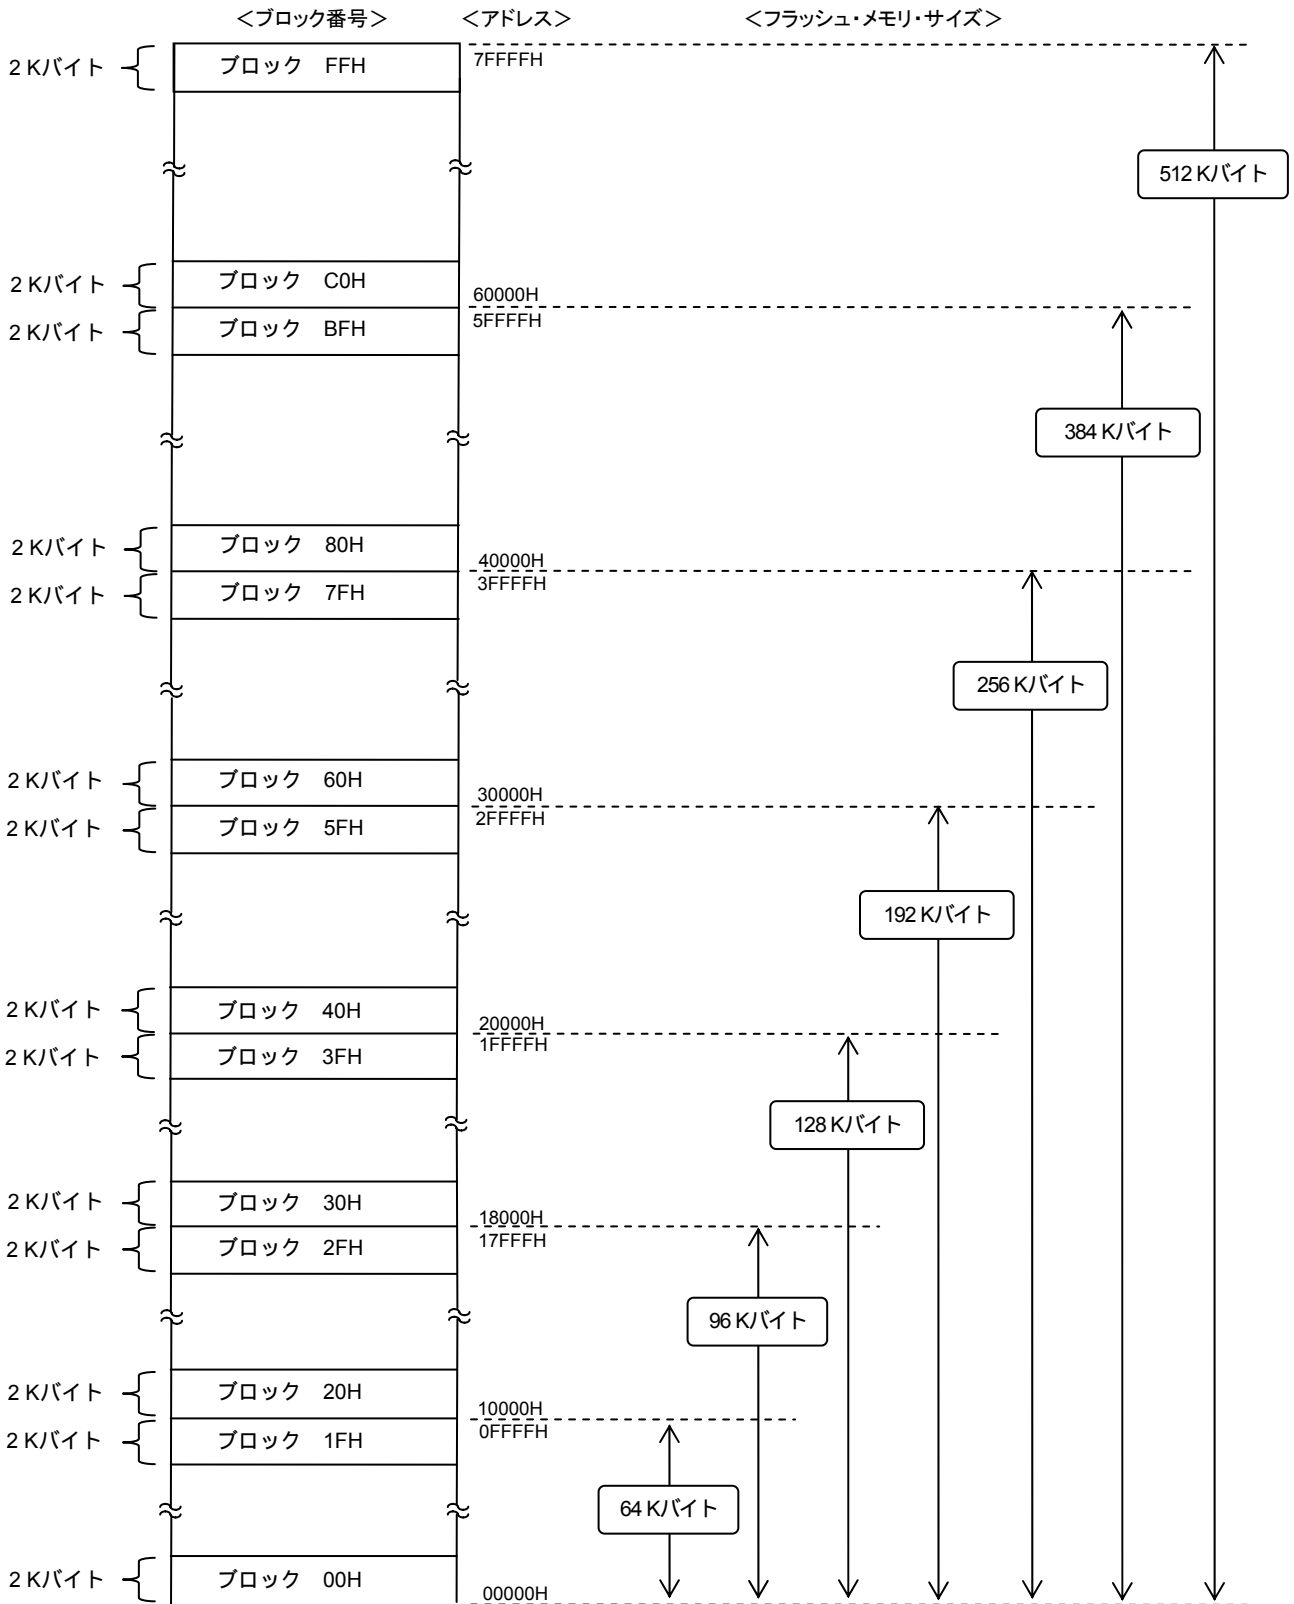 <ブロック番号> <アドレス> <フラッシュ・メモリ・サイズ>
2 Kバイト ブロック FFH 7FFFFH
512 Kバイト
2 Kバイト ブロック C0H 60000H
2 Kバイト ブロック BFH 5FFFFH
384 Kバイト
2 Kバイト ブロック 80H 40000H
2 Kバイト ブロック 7FH 3FFFFH
256 Kバイト
2 Kバイト ブロック 60H 30000H
2 Kバイト ブロック 5FH 2FFFFH
192 Kバイト
2 Kバイト ブロック 40H 20000H
2 Kバイト ブロック 3FH 1FFFFH
128 Kバイト
2 Kバイト ブロック 30H 18000H
2 Kバイト ブロック 2FH 17FFFH
96 Kバイト
2 Kバイト ブロック 20H 10000H
2 Kバイト ブロック 1FH 0FFFFH
64 Kバイト
2 Kバイト ブロック 00H 00000H